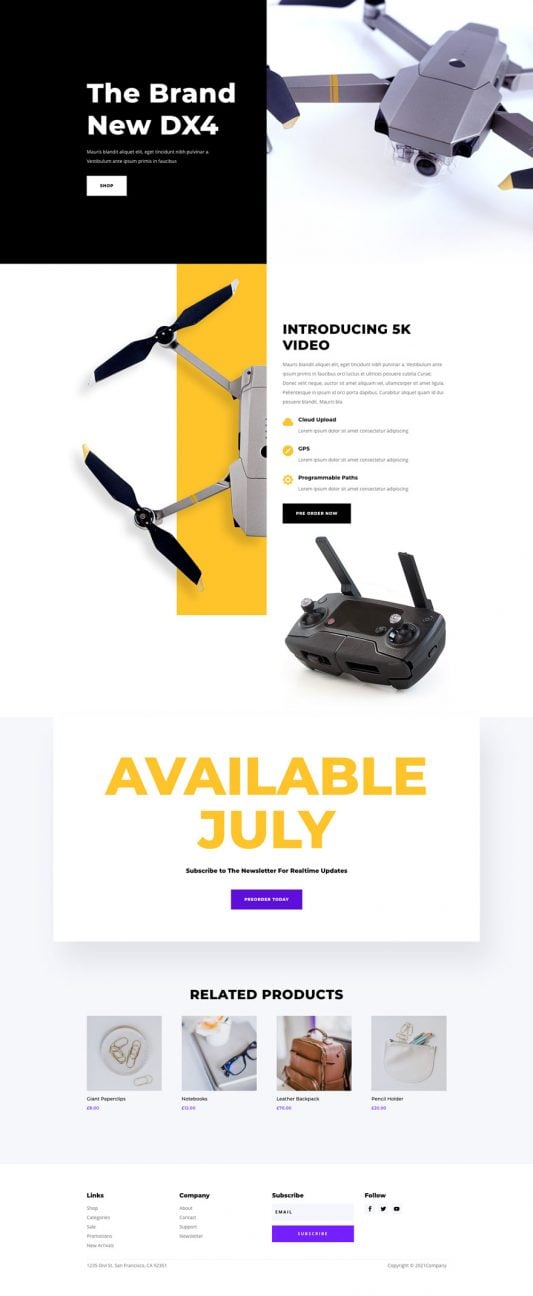 The Brand
New DX4
Mauris blandit aliquet elit, eget tincidunt nibh pulvinar a.
Vestibulum ante ipsum primis in faucibus
SHOP
INTRODUCING 5K
VIDEO
Mauris blandit aliquet elit, eget tincidunt nibh pulvinar a. Vestibulum ante
ipsum primis in faucibus orci luctus et ultrices posuere cubilia Curae;
Donec velit neque, auctor sit amet aliquam vel, ullamcorper sit amet ligula.
Pellentesque in ipsum id orci porta dapibus. Curabitur aliquet quam id dui
posuere blandit. Mauris bla
Cloud Upload
Lorem ipsum dolor sit amet consectetur adipiscing
GPS
Lorem ipsum dolor sit amet consectetur adipiscing
Programmable Paths
Lorem ipsum dolor sit amet consectetur adipiscing
PRE ORDER NOW
AVAILABLE
JULY
Subscribe to The Newsletter For Realtime Updates
PREORDER TODAY
RELATED PRODUCTS
Giant Paperclips Notebooks Leather Backpack Pencil Holder
£8.00 £12.00 £70.00 £20.00
Links Company Subscribe Follow
Shop About
Categories Contact EMAIL
Sale Support
Promotions Newsletter SUBSCRIBE
New Arrivals
1235 Divi St. San Francisco, CA 92351 Copyright © 2021Company